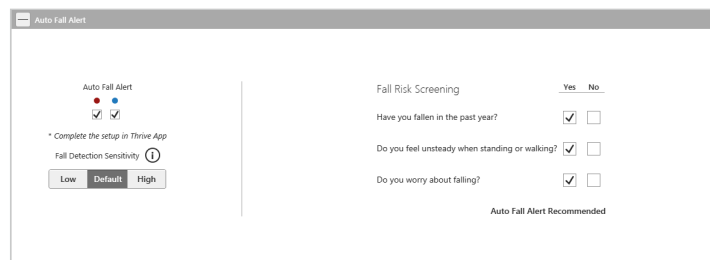 Auto Fall Alert
Auto Fall Alert
* Complete the setup in Thrive App
Fall Detection Sensitivity i
Low Default High
Fall Risk Screening Yes No
Have you fallen in the past year?
Do you feel unsteady when standing or walking?
Do you worry about falling?
Auto Fall Alert Recommended